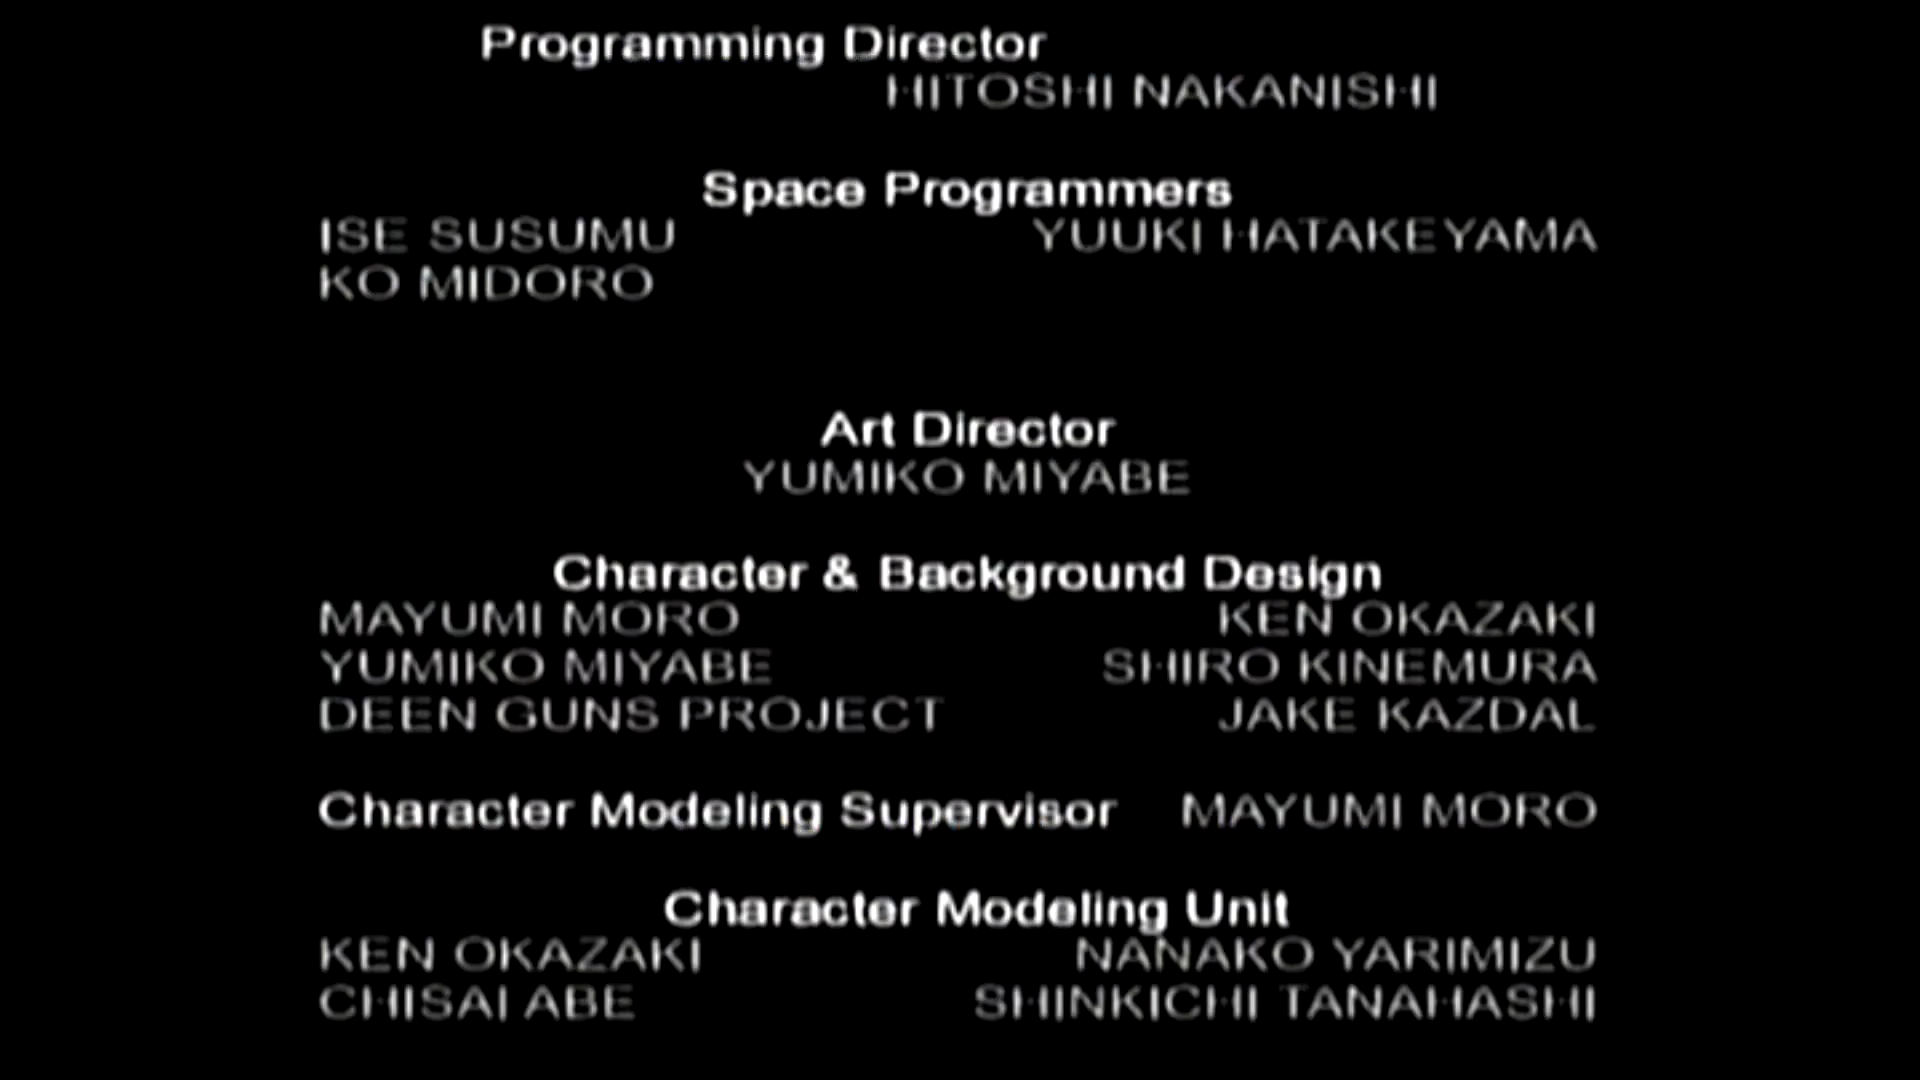 Programming Director
HITOSHI NAKANISHI
Space Programmers
ISE SUSUMU YUUKI HATAKEYAMA
KO MIDORO
Art Director
YUMIKO MIYABE
Character & Background Design
MAYUMI MORO KEN OKAZAKI
YUMIKO MIYABE SHIRO KINEMURA
DEEN GUNS PROJECT JAKE KAZDAL
Character Modeling Supervisor MAYUMI MORO
Character Modeling Unit
KEN OKAZAKI NANAKO YARIMIZU
CHISAI ABE SHINKICHI TANAHASHI